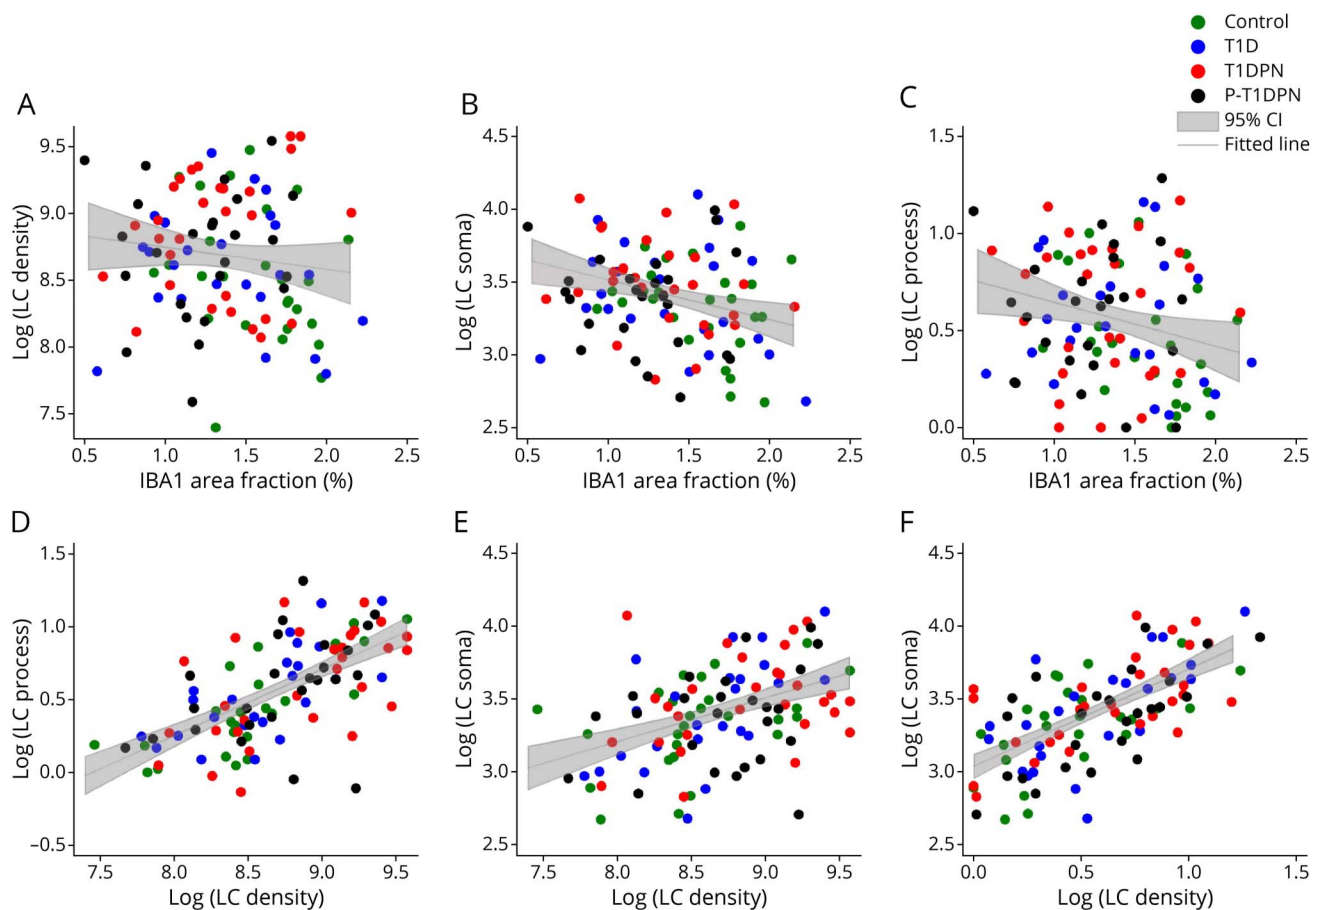 Control
T1D
T1DPN
P-T1DPN
95% CI
Fitted line
A
Log (LC density)
9.5
9.0
8.5
8.0
7.5
0.5 1.0 1.5 2.0 2.5
IBA1 area fraction (%)
B
Log (LC soma)
4.5
4.0
3.5
3.0
2.5
0.5 1.0 1.5 2.0 2.5
IBA1 area fraction (%)
C
Log (LC process)
1.5
1.0
0.5
0.0
0.5 1.0 1.5 2.0 2.5
IBA1 area fraction (%)
D
Log (LC process)
1.5
1.0
0.5
0.0
–0.5
7.5 8.0 8.5 9.0 9.5
Log (LC density)
E
Log (LC soma)
4.5
4.0
3.5
3.0
2.5
7.5 8.0 8.5 9.0 9.5
Log (LC density)
F
Log (LC soma)
4.5
4.0
3.5
3.0
2.5
0.0 0.5 1.0 1.5
Log (LC density)